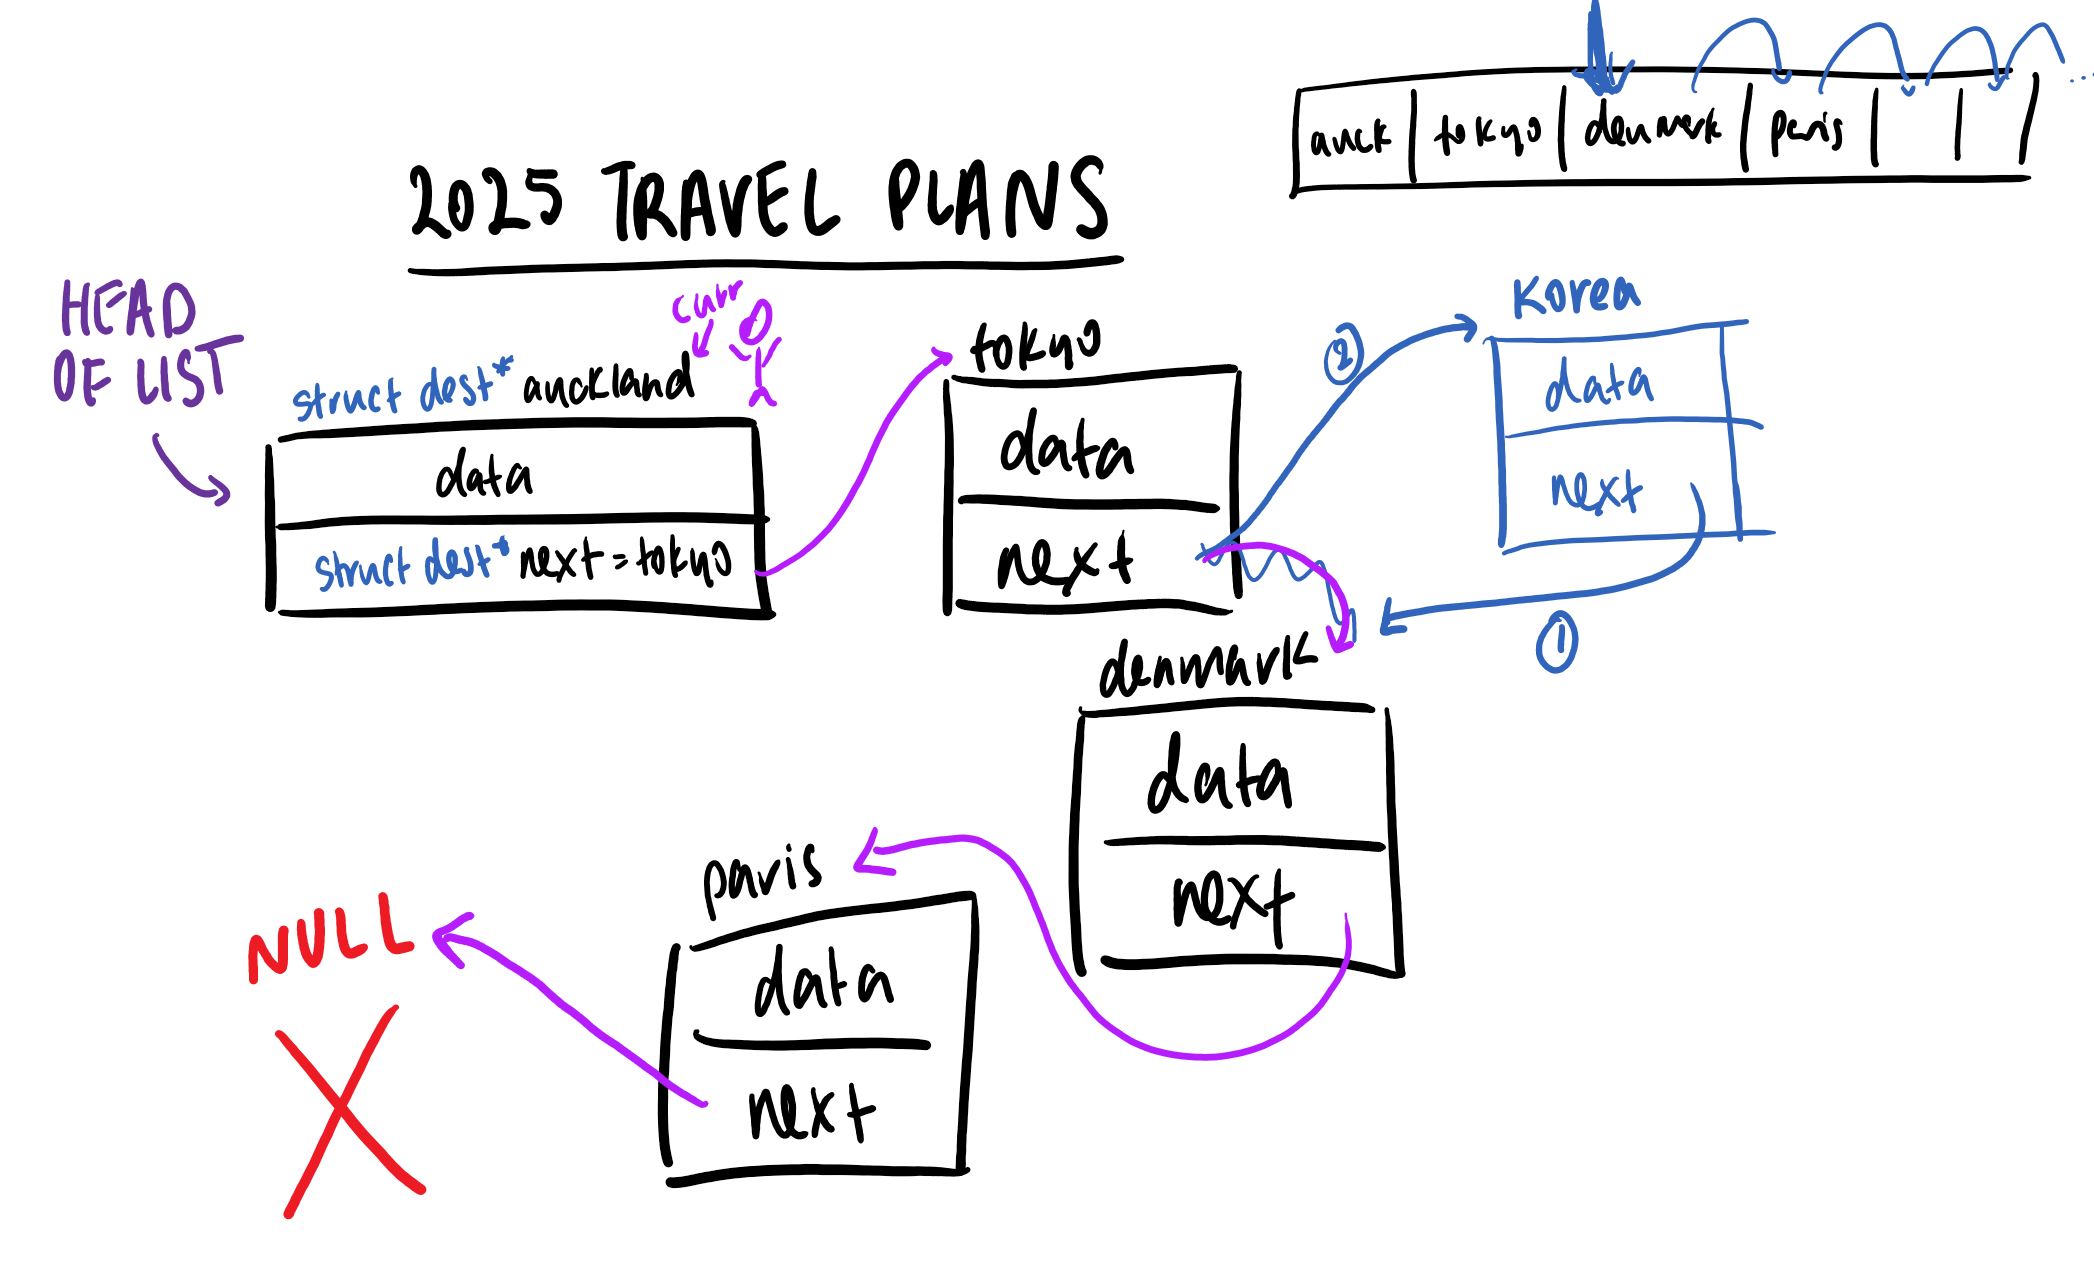 auck tokyo denmark paris
2025 TRAVEL PLANS
HEAD
OF LIST
curr
struct dest* auckland
data
struct dest* next = tokyo
tokyo
data
next
2
Korea
data
next
1
denmark
data
next
paris
data
next
NULL